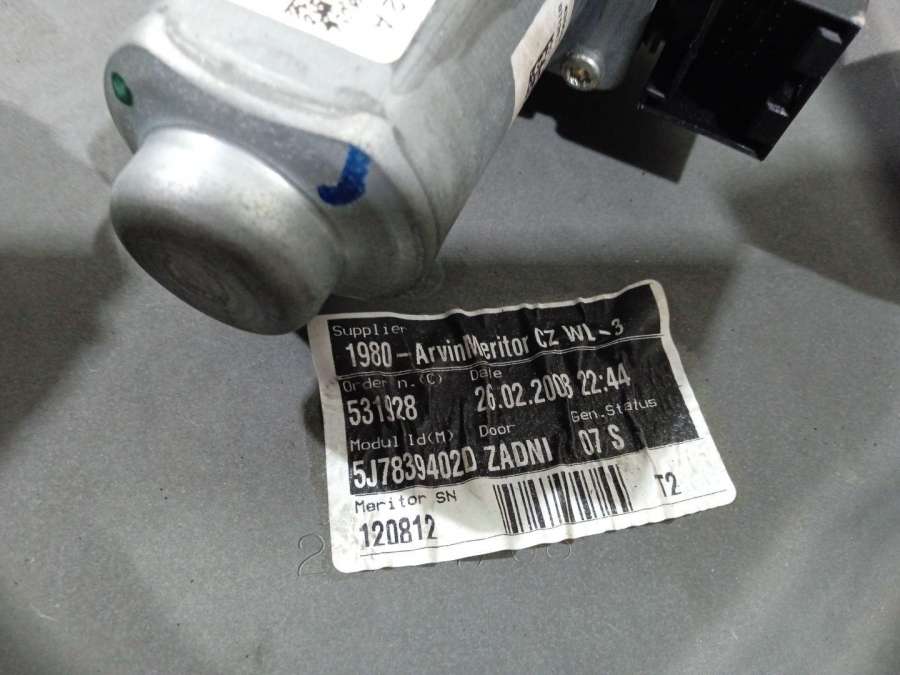 Supplier
1980-ArvinMeritor CZ WL-3
Order n.(C) Date
531928 26.02.2008 22:44
Modul Id(M) Door Gen.Status
5J7839402D ZADNI 07 S
Meritor SN
120812 T2